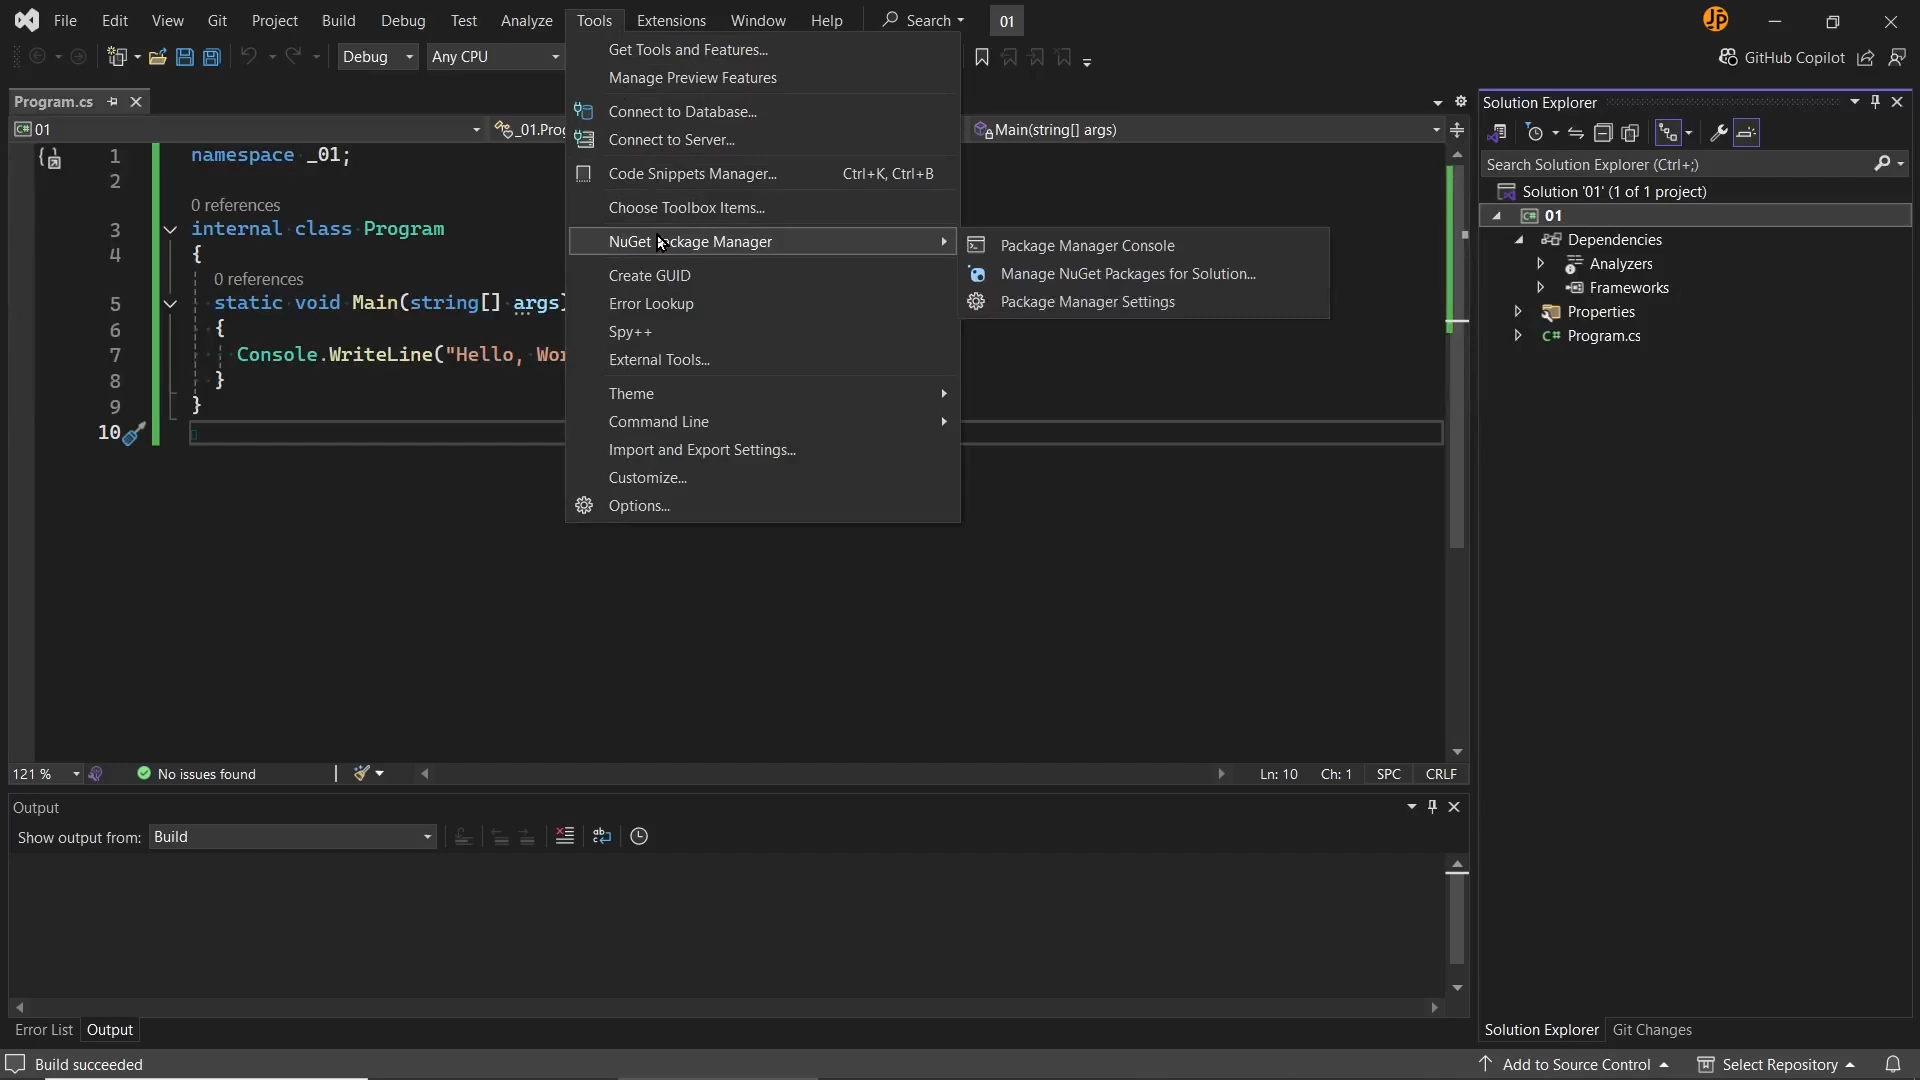 File Edit View Git Project Build Debug Test Analyze Tools Extensions Window Help Search 01 JP
Debug Any CPU GitHub Copilot
Get Tools and Features...
Manage Preview Features
Connect to Database...
Connect to Server...
Code Snippets Manager... Ctrl+K, Ctrl+B
Choose Toolbox Items...
NuGet Package Manager
Create GUID
Error Lookup
Spy++
External Tools...
Theme
Command Line
Import and Export Settings...
Customize...
Options...
Package Manager Console
Manage NuGet Packages for Solution...
Package Manager Settings
Program.cs
C# 01 _01.Prog Main(string[] args)
1 namespace _01;
2
0 references
3 internal class Program
4 {
0 references
5 static void Main(string[] args)
6 {
7 Console.WriteLine("Hello, Wor
8 }
9 }
10
121 % No issues found Ln: 10 Ch: 1 SPC CRLF
Output
Show output from: Build
Error List Output
Solution Explorer
Search Solution Explorer (Ctrl+;)
Solution '01' (1 of 1 project)
C# 01
Dependencies
Analyzers
Frameworks
Properties
C# Program.cs
Solution Explorer Git Changes
Build succeeded Add to Source Control Select Repository